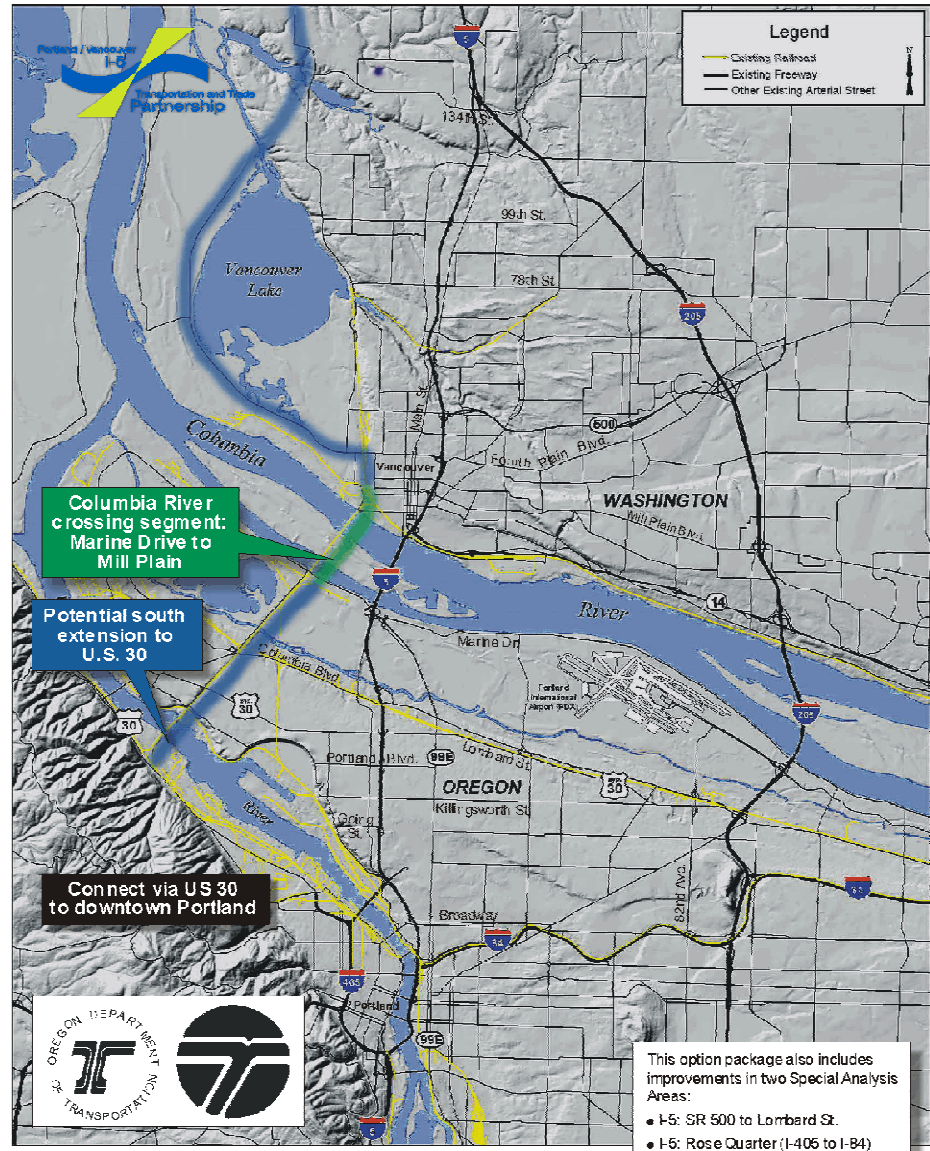 Portland / Vancouver
I-5
Transportation and Trade
Partnership
Legend
Existing Railroad
Existing Freeway
Other Existing Arterial Street
N
5
134th St.
99th St.
78th St
Vancouver
Lake
205
Main St.
500
Fourth Plain Blvd.
Columbia
Vancouver
WASHINGTON
Mill Plain Blvd.
Columbia River
crossing segment:
Marine Drive to
Mill Plain
5
River
14
Potential south
extension to
U.S. 30
Marine Dr.
Columbia Blvd.
Portland
International
Airport (PDX)
30
30
205
Portland Blvd.
99E
Lombard St.
OREGON
30
Killingsworth St.
River
Going
St.
Connect via US 30
to downtown Portland
82nd Ave.
84
Broadway
84
405
Portland
99E
5
OREGON DEPARTMENT
OF TRANSPORTATION
This option package also includes
improvements in two Special Analysis
Areas:
• I-5: SR 500 to Lombard St.
• I-5: Rose Quarter (I-405 to I-84)